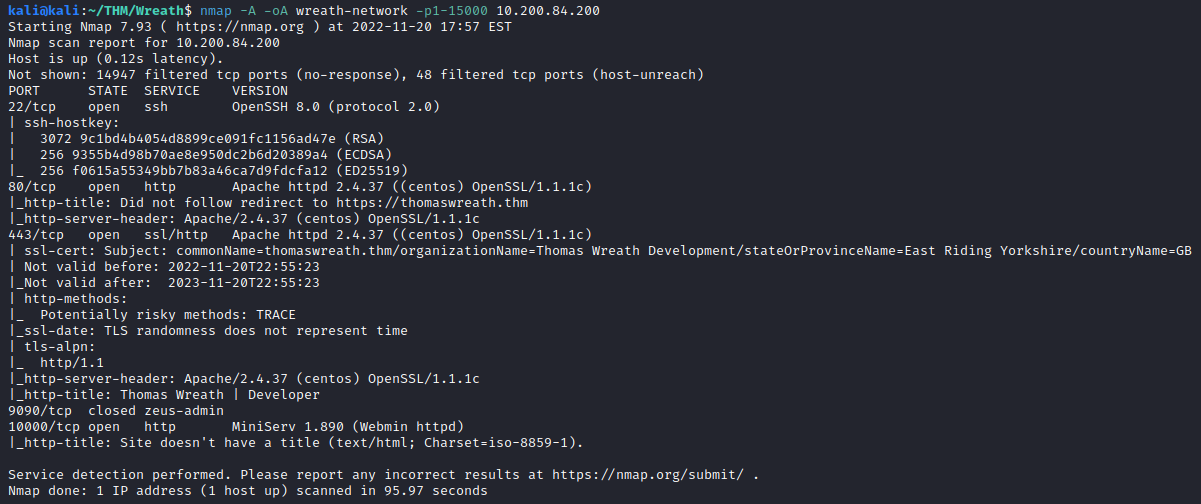 kali@kali:~/THM/Wreath$ nmap -A -oA wreath-network -p1-15000 10.200.84.200
Starting Nmap 7.93 ( https://nmap.org ) at 2022-11-20 17:57 EST
Nmap scan report for 10.200.84.200
Host is up (0.12s latency).
Not shown: 14947 filtered tcp ports (no-response), 48 filtered tcp ports (host-unreach)
PORT      STATE  SERVICE    VERSION
22/tcp    open   ssh        OpenSSH 8.0 (protocol 2.0)
| ssh-hostkey:
|   3072 9c1bd4b4054d8899ce091fc1156ad47e (RSA)
|   256 9355b4d98b70ae8e950dc2b6d20389a4 (ECDSA)
|_  256 f0615a55349bb7b83a46ca7d9fdcfa12 (ED25519)
80/tcp    open   http       Apache httpd 2.4.37 ((centos) OpenSSL/1.1.1c)
|_http-title: Did not follow redirect to https://thomaswreath.thm
|_http-server-header: Apache/2.4.37 (centos) OpenSSL/1.1.1c
443/tcp   open   ssl/http   Apache httpd 2.4.37 ((centos) OpenSSL/1.1.1c)
| ssl-cert: Subject: commonName=thomaswreath.thm/organizationName=Thomas Wreath Development/stateOrProvinceName=East Riding Yorkshire/countryName=GB
| Not valid before: 2022-11-20T22:55:23
|_Not valid after:  2023-11-20T22:55:23
| http-methods:
|_  Potentially risky methods: TRACE
|_ssl-date: TLS randomness does not represent time
| tls-alpn:
|_  http/1.1
|_http-server-header: Apache/2.4.37 (centos) OpenSSL/1.1.1c
|_http-title: Thomas Wreath | Developer
9090/tcp  closed zeus-admin
10000/tcp open   http       MiniServ 1.890 (Webmin httpd)
|_http-title: Site doesn't have a title (text/html; Charset=iso-8859-1).

Service detection performed. Please report any incorrect results at https://nmap.org/submit/ .
Nmap done: 1 IP address (1 host up) scanned in 95.97 seconds